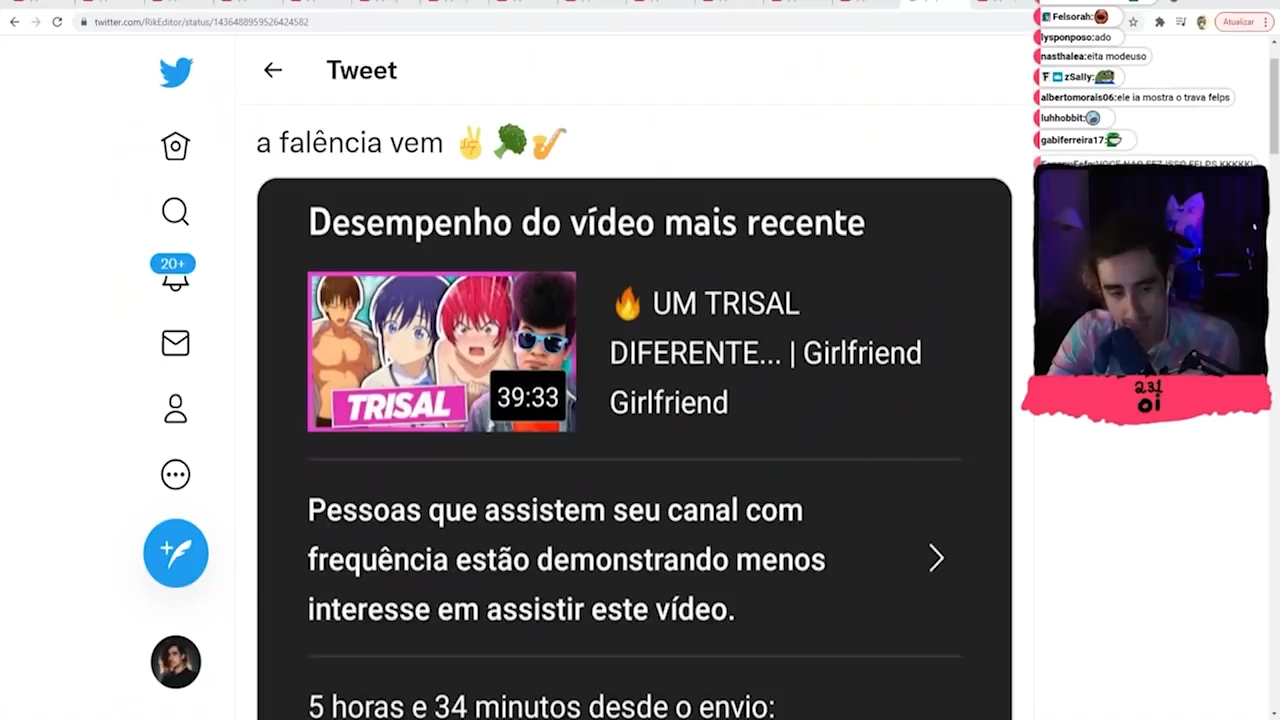 twitter.com/RikEditor/status/1436488959526424582
Atualizar
Tweet
a falência vem ✌️🥦🎷
20+
Desempenho do vídeo mais recente
TRISAL
39:33
🔥 UM TRISAL
DIFERENTE... | Girlfriend
Girlfriend
Pessoas que assistem seu canal com
frequência estão demonstrando menos
interesse em assistir este vídeo.
5 horas e 34 minutos desde o envio:
Felsorah:
lysponposo:ado
nasthalea:eita modeuso
zSally:
albertomorais06:ele ia mostra o trava felps
luhhobbit:
gabiferreira17:
231
oi